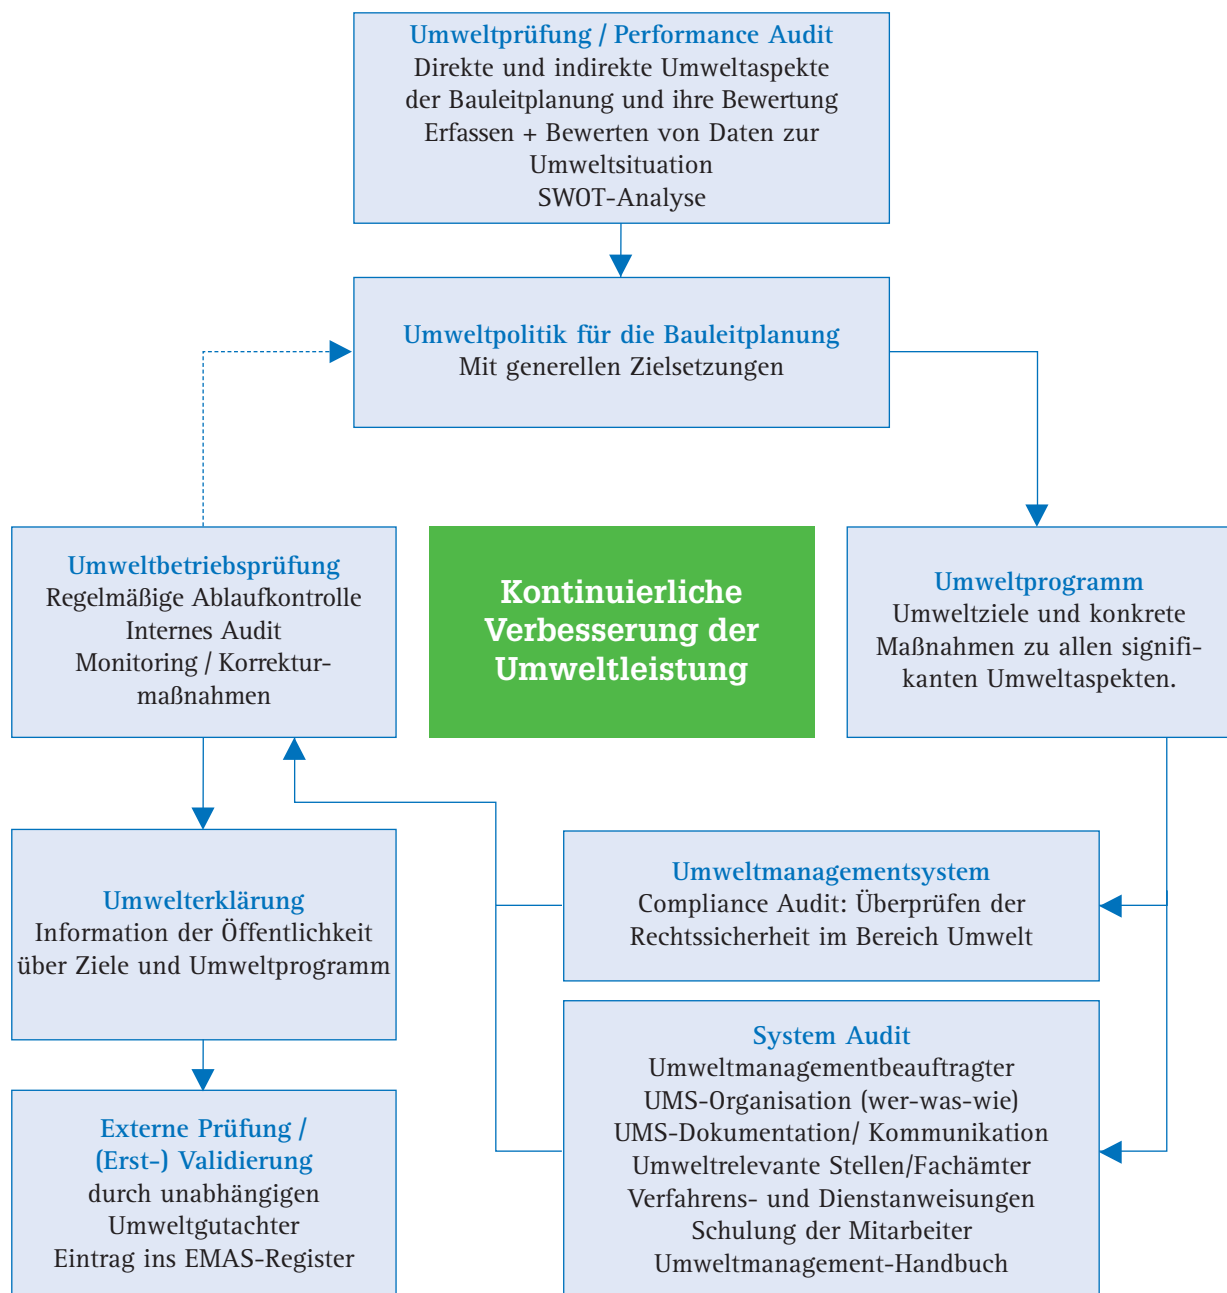 Umweltprüfung / Performance Audit
Direkte und indirekte Umweltaspekte
der Bauleitplanung und ihre Bewertung
Erfassen + Bewerten von Daten zur
Umweltsituation
SWOT-Analyse
Umweltpolitik für die Bauleitplanung
Mit generellen Zielsetzungen
Umweltbetriebsprüfung
Regelmäßige Ablaufkontrolle
Internes Audit
Monitoring / Korrektur-
maßnahmen
Kontinuierliche
Verbesserung der
Umweltleistung
Umweltprogramm
Umweltziele und konkrete
Maßnahmen zu allen signifi-
kanten Umweltaspekten.
Umwelterklärung
Information der Öffentlichkeit
über Ziele und Umweltprogramm
Umweltmanagementsystem
Compliance Audit: Überprüfen der
Rechtssicherheit im Bereich Umwelt
System Audit
Umweltmanagementbeauftragter
UMS-Organisation (wer-was-wie)
UMS-Dokumentation/ Kommunikation
Umweltrelevante Stellen/Fachämter
Verfahrens- und Dienstanweisungen
Schulung der Mitarbeiter
Umweltmanagement-Handbuch
Externe Prüfung /
(Erst-) Validierung
durch unabhängigen
Umweltgutachter
Eintrag ins EMAS-Register